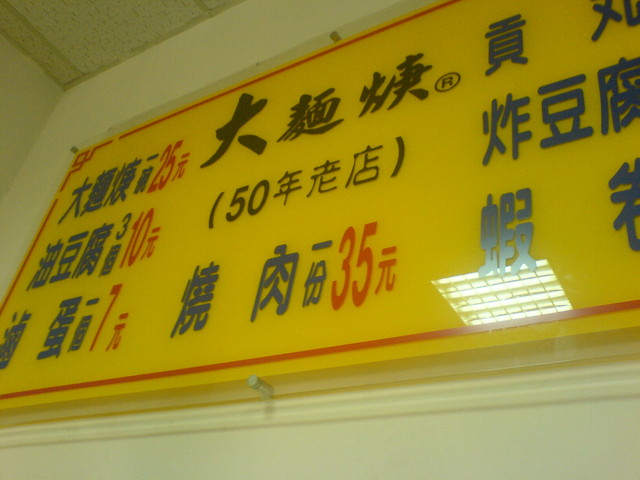 大麵焿®
(50年老店)
大麵焿一碗25元
油豆腐3個10元
滷蛋一個7元
燒肉一份35元
貢
炸豆腐
蝦卷